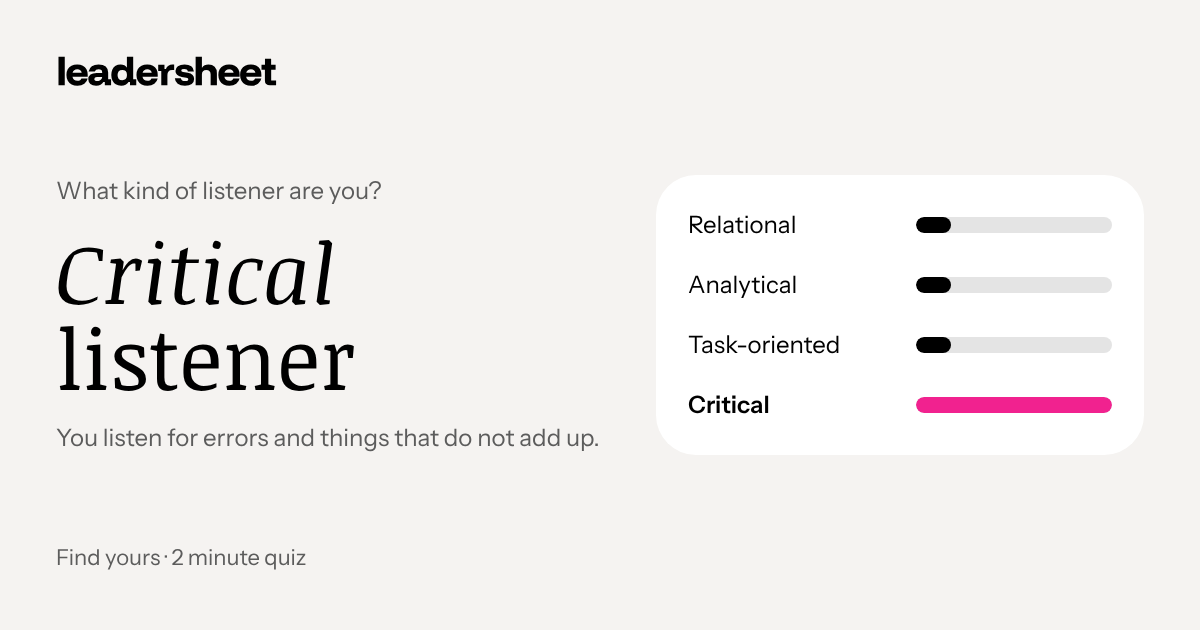 leadersheet
What kind of listener are you?
Critical
listener
You listen for errors and things that do not add up.
Relational
Analytical
Task-oriented
Critical
Find yours · 2 minute quiz